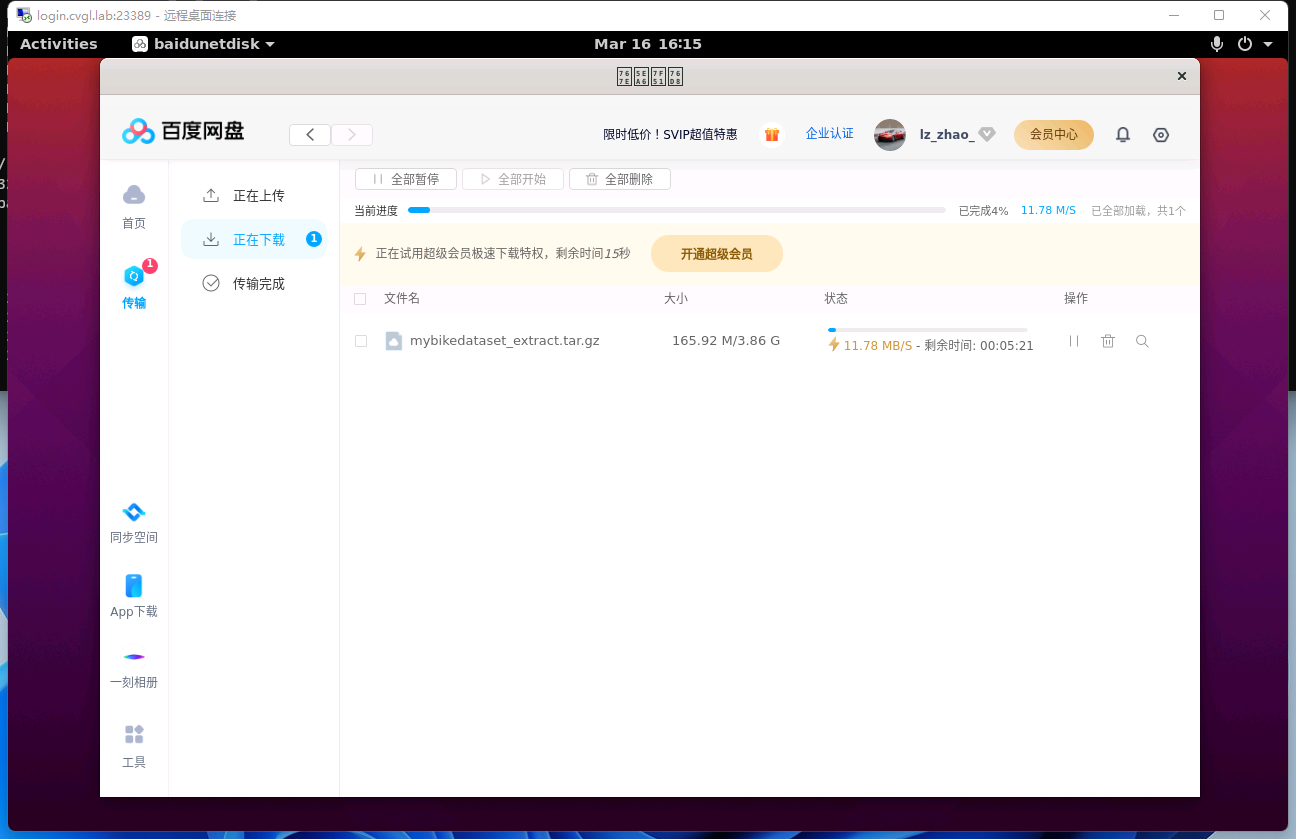 login.cvgl.lab:23389 - 远程桌面连接
Activities baidunetdisk Mar 16 16:15
百度网盘 限时低价！SVIP超值特惠 企业认证 lz_zhao_ 会员中心
首页
传输 1
同步空间
App下载
一刻相册
工具
正在上传
正在下载 1
传输完成
全部暂停 全部开始 全部删除
当前进度 已完成4% 11.78 M/S 已全部加载，共1个
正在试用超级会员极速下载特权，剩余时间15秒 开通超级会员
文件名 大小 状态 操作
mybikedataset_extract.tar.gz 165.92 M/3.86 G 11.78 MB/S - 剩余时间: 00:05:21